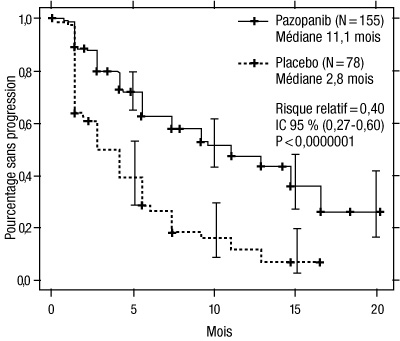 Pazopanib (N = 155)
Médiane 11,1 mois
Placebo (N = 78)
Médiane 2,8 mois
Risque relatif = 0,40
IC 95 % (0,27-0,60)
P < 0,0000001
Pourcentage sans progression
1,0
0,8
0,6
0,4
0,2
0,0
0
5
10
15
20
Mois